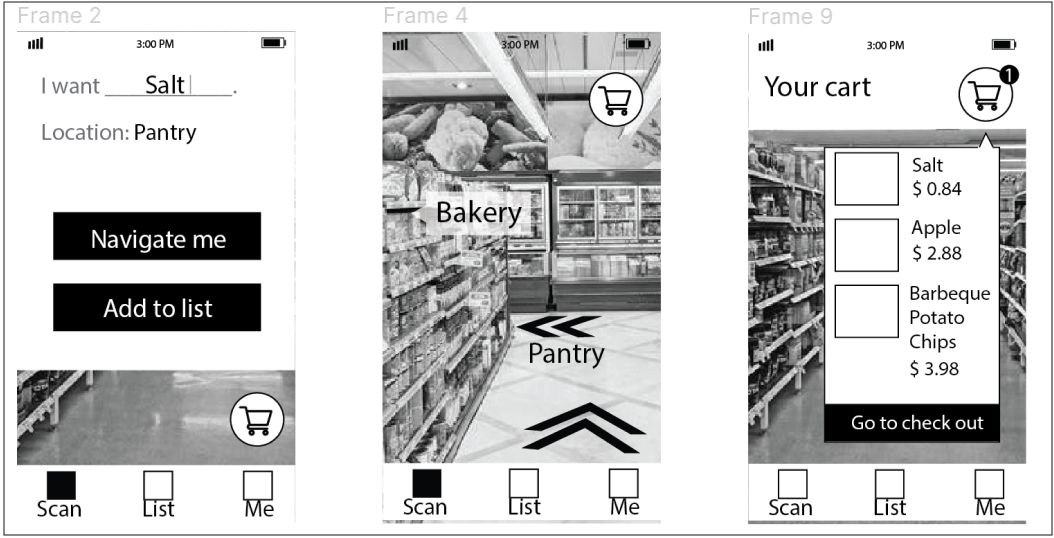 Frame 2
3:00 PM
I want Salt.
Location: Pantry
Navigate me
Add to list
Scan
List
Me
Frame 4
3:00 PM
Bakery
Pantry
Scan
List
Me
Frame 9
3:00 PM
Your cart
1
Salt
$ 0.84
Apple
$ 2.88
Barbeque
Potato
Chips
$ 3.98
Go to check out
Scan
List
Me